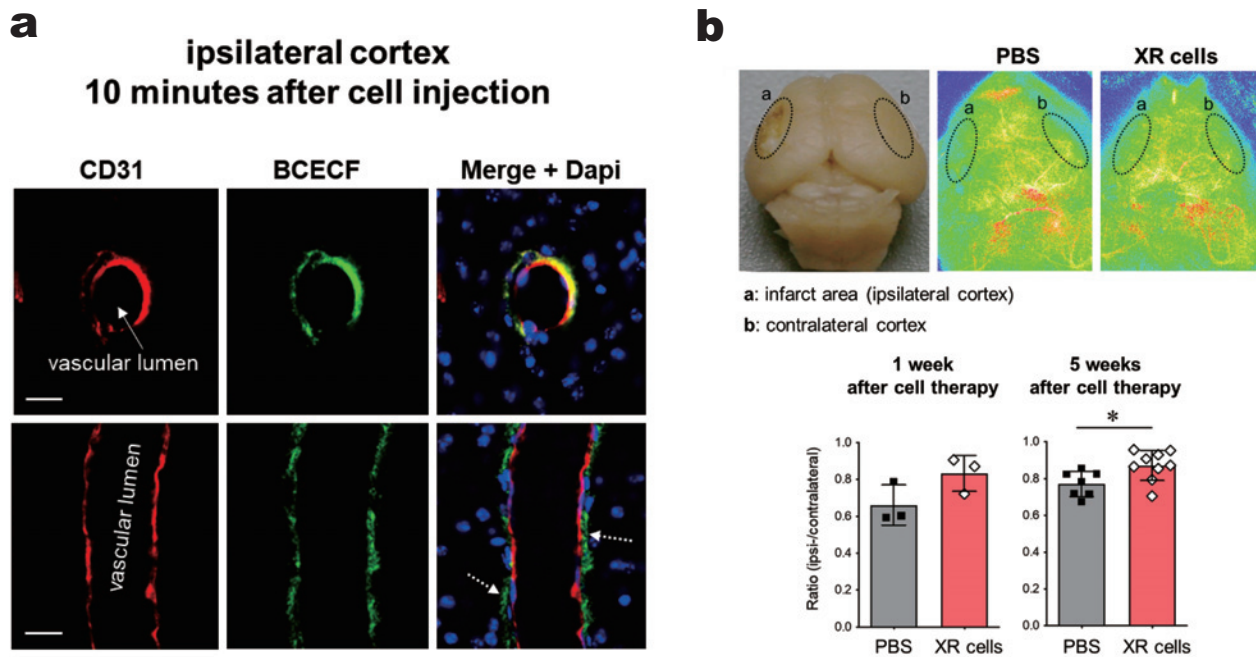 a
ipsilateral cortex
10 minutes after cell injection
CD31
BCECF
Merge + Dapi
vascular lumen
vascular lumen
b
PBS
XR cells
a
b
a
b
a
b
a: infarct area (ipsilateral cortex)
b: contralateral cortex
1 week
after cell therapy
5 weeks
after cell therapy
*
Ratio (ipsi-/contralateral)
1.0
0.8
0.6
0.4
0.2
0.0
PBS
XR cells
1.0
0.8
0.6
0.4
0.2
0.0
PBS
XR cells